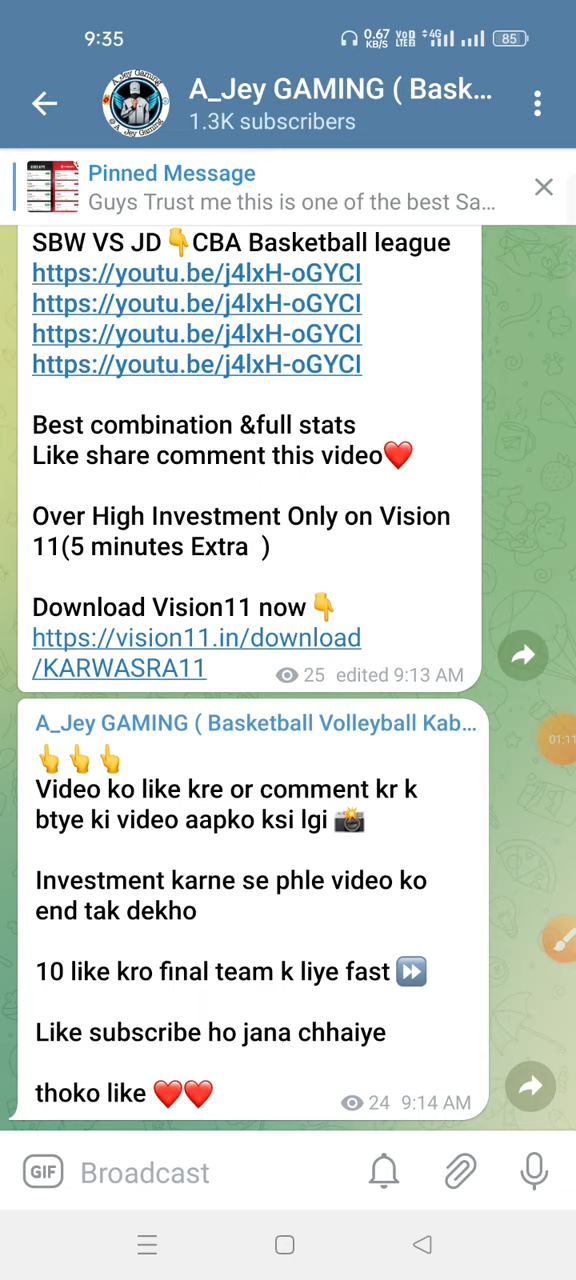 9:35
0.67 KB/S
VoD LTE
4G
85
A_Jey GAMING ( Bask...
1.3K subscribers
Pinned Message
Guys Trust me this is one of the best Sa...
SBW VS JD👇CBA Basketball league
https://youtu.be/j4lxH-oGYCI
https://youtu.be/j4lxH-oGYCI
https://youtu.be/j4lxH-oGYCI
https://youtu.be/j4lxH-oGYCI
Best combination &full stats
Like share comment this video❤️
Over High Investment Only on Vision
11(5 minutes Extra  )
Download Vision11 now👇
https://vision11.in/download
/KARWASRA11
25 edited 9:13 AM
A_Jey GAMING ( Basketball Volleyball Kab...
👆👆👆
Video ko like kre or comment kr k
btye ki video aapko ksi lgi 📸
01:11
Investment karne se phle video ko
end tak dekho
10 like kro final team k liye fast ⏩
Like subscribe ho jana chhaiye
thoko like ❤️❤️
24 9:14 AM
GIF Broadcast